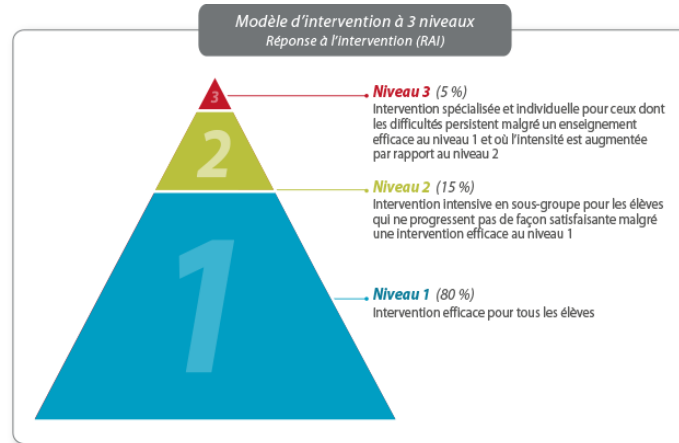 Modèle d'intervention à 3 niveaux
Réponse à l'intervention (RAI)
3
Niveau 3 (5 %)
Intervention spécialisée et individuelle pour ceux dont
les difficultés persistent malgré un enseignement
efficace au niveau 1 et où l'intensité est augmentée
par rapport au niveau 2
2
Niveau 2 (15 %)
Intervention intensive en sous-groupe pour les élèves
qui ne progressent pas de façon satisfaisante malgré
une intervention efficace au niveau 1
1
Niveau 1 (80 %)
Intervention efficace pour tous les élèves